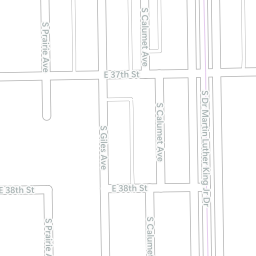 S Prairie Ave
S Calumet Ave
E 37th St
S Giles Ave
S Calumet Ave
S Dr Martin Luther King Jr Dr
E 38th St
E 38th St
S Prairie A
S Calumet